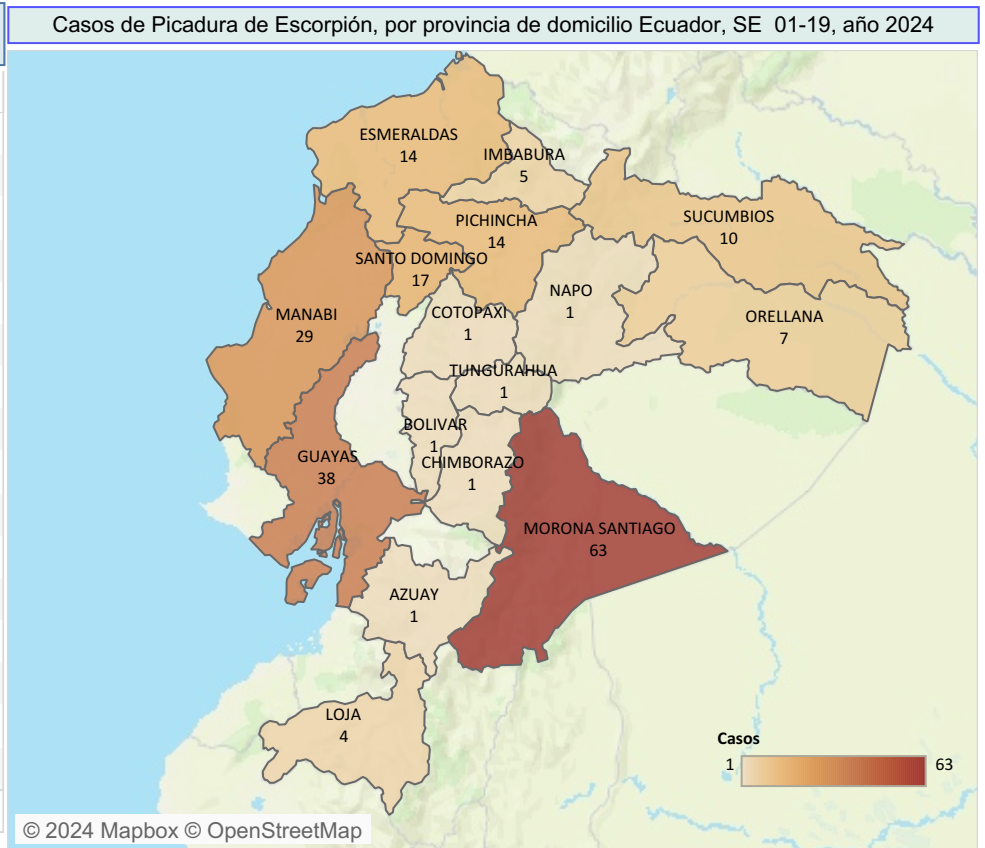 Casos de Picadura de Escorpión, por provincia de domicilio Ecuador, SE 01-19, año 2024
ESMERALDAS
14
IMBABURA
5
PICHINCHA
14
SUCUMBIOS
10
SANTO DOMINGO
17
NAPO
1
MANABI
29
COTOPAXI
1
ORELLANA
7
TUNGURAHUA
1
BOLIVAR
1
GUAYAS
38
CHIMBORAZO
1
MORONA SANTIAGO
63
AZUAY
1
LOJA
4
Casos
1 63
© 2024 Mapbox © OpenStreetMap